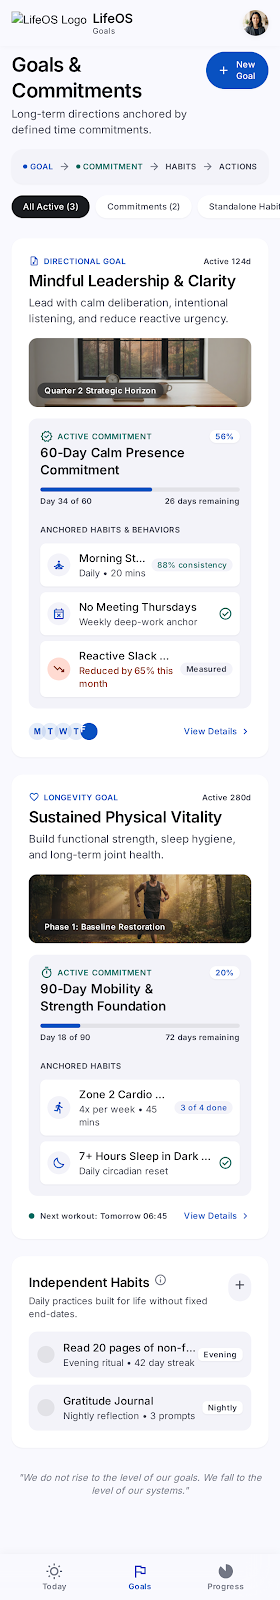 LifeOS Logo
LifeOS
Goals
Goals &
Commitments
New
Goal
Long-term directions anchored by
defined time commitments.
GOAL → COMMITMENT → HABITS → ACTIONS
All Active (3)
Commitments (2)
Standalone Habit
DIRECTIONAL GOAL
Active 124d
Mindful Leadership & Clarity
Lead with calm deliberation, intentional
listening, and reduce reactive urgency.
Quarter 2 Strategic Horizon
ACTIVE COMMITMENT
56%
60-Day Calm Presence
Commitment
Day 34 of 60
26 days remaining
ANCHORED HABITS & BEHAVIORS
Morning St...
Daily • 20 mins
88% consistency
No Meeting Thursdays
Weekly deep-work anchor
Reactive Slack ...
Reduced by 65% this
month
Measured
M T W T F
View Details
LONGEVITY GOAL
Active 280d
Sustained Physical Vitality
Build functional strength, sleep hygiene,
and long-term joint health.
Phase 1: Baseline Restoration
ACTIVE COMMITMENT
20%
90-Day Mobility &
Strength Foundation
Day 18 of 90
72 days remaining
ANCHORED HABITS
Zone 2 Cardio ...
4x per week • 45
mins
3 of 4 done
7+ Hours Sleep in Dark ...
Daily circadian reset
Next workout: Tomorrow 06:45
View Details
Independent Habits
Daily practices built for life without fixed
end-dates.
Read 20 pages of non-f...
Evening ritual • 42 day streak
Evening
Gratitude Journal
Nightly reflection • 3 prompts
Nightly
"We do not rise to the level of our goals. We fall to the
level of our systems."
Today
Goals
Progress